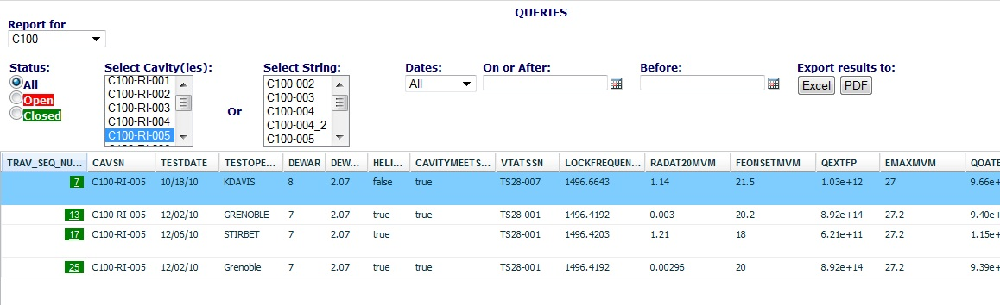 QUERIES
Report for
C100
Status: Select Cavity(ies): Select String: Dates: On or After: Before: Export results to:
All C100-RI-001 C100-002 All Excel PDF
Open C100-RI-002 C100-003
Closed C100-RI-003 Or C100-004
C100-RI-004 C100-004_2
C100-RI-005 C100-005
TRAV_SEQ_NU... CAVSN TESTDATE TESTOPE... DEWAR DEW... HELI... CAVITYMEETS... VTATSSN LOCKFREQUEN... RADAT20MVM FEONSETMVM QEXTFP EMAXMVM QOATE
7 C100-RI-005 10/18/10 KDAVIS 8 2.07 false true TS28-007 1496.6643 1.14 21.5 1.03e+12 27 9.66e+
13 C100-RI-005 12/02/10 GRENOBLE 7 2.07 true true TS28-001 1496.4192 0.003 20.2 8.92e+14 27.2 9.40e+
17 C100-RI-005 12/06/10 STIRBET 7 2.07 true TS28-001 1496.4203 1.21 18 6.21e+11 27.2 1.15e+
25 C100-RI-005 12/02/10 Grenoble 7 2.07 true true TS28-001 1496.4192 0.00296 20 8.92e+14 27.2 9.39e+